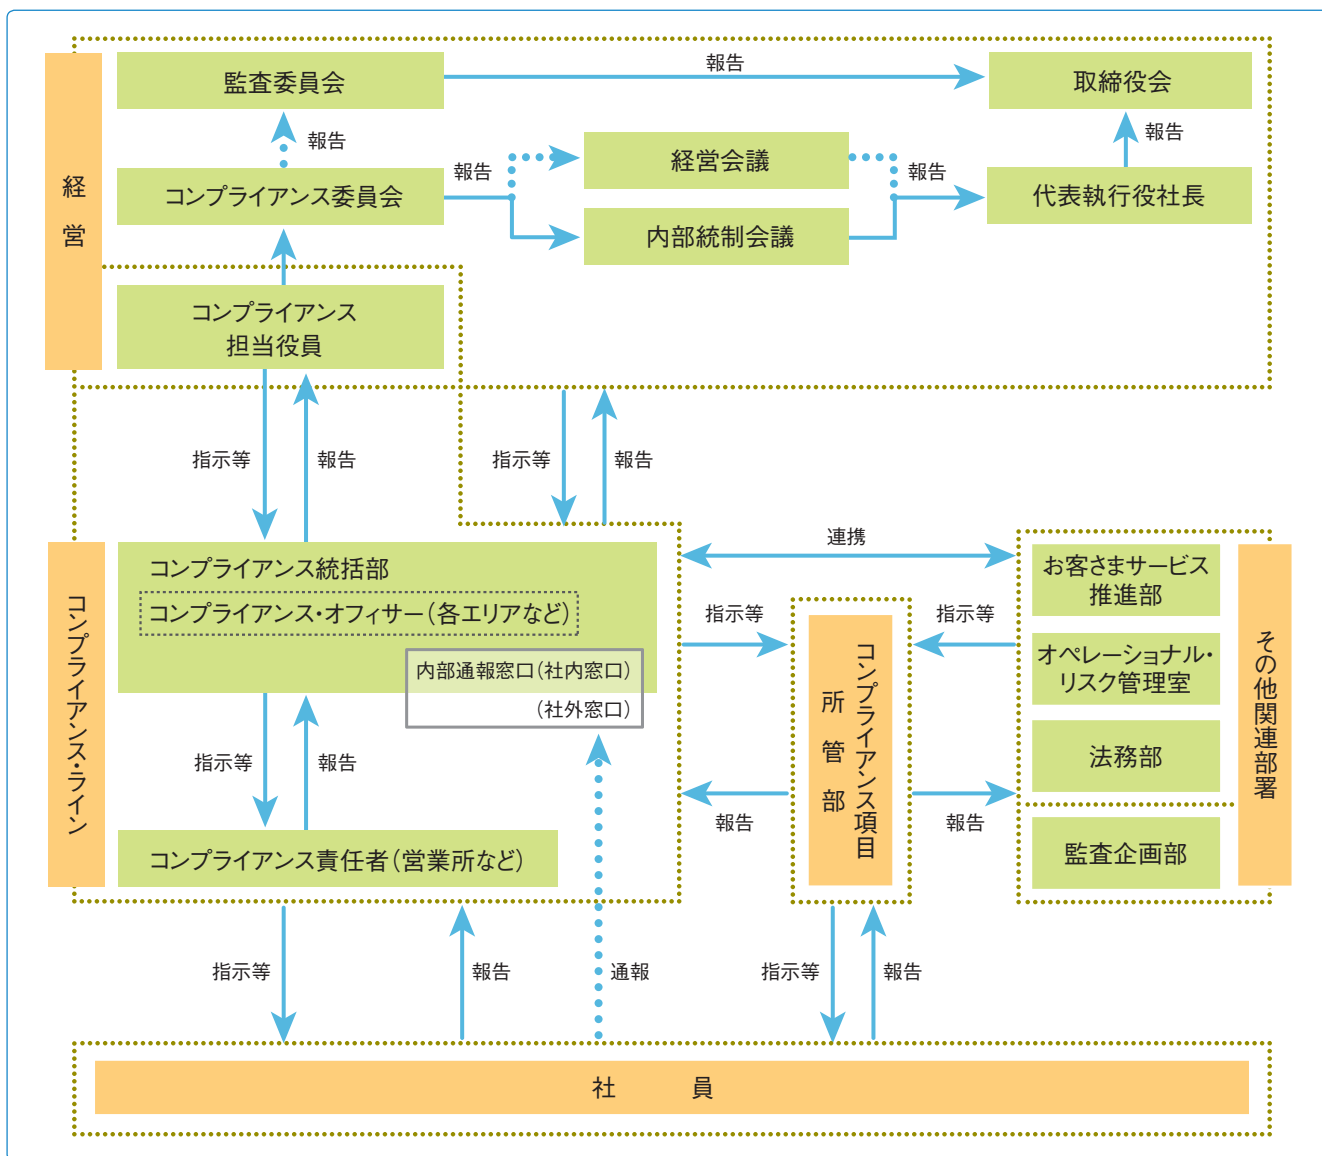 経営
監査委員会
報告
取締役会
報告
報告
コンプライアンス委員会
報告
経営会議
内部統制会議
報告
代表執行役社長
コンプライアンス
担当役員
指示等
報告
指示等
報告
コンプライアンス・ライン
コンプライアンス統括部
コンプライアンス・オフィサー（各エリアなど）
内部通報窓口（社内窓口）
（社外窓口）
指示等
報告
コンプライアンス責任者（営業所など）
連携
指示等
報告
コンプライアンス項目
所管部
指示等
報告
お客さまサービス
推進部
オペレーショナル・
リスク管理室
法務部
監査企画部
その他関連部署
指示等
報告
通報
指示等
報告
社員